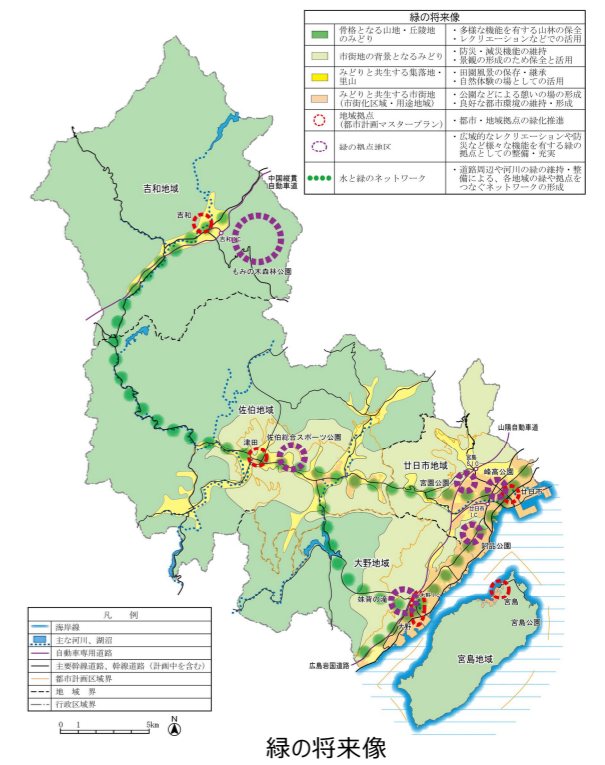 緑の将来像
骨格となる山地・丘陵地
のみどり
・多様な機能を有する山林の保全
・レクリエーションなどでの活用
市街地の背景となるみどり
・防災・減災機能の維持
・景観の形成のため保全と活用
みどりと共生する集落地・
里山
・田園風景の保存・継承
・自然体験の場としての活用
みどりと共生する市街地
(市街化区域・用途地域)
・公園などによる憩いの場の形成
・良好な都市環境の維持・形成
地域拠点
(都市計画マスタープラン)
・都市・地域拠点の緑化推進
緑の拠点地区
・広域的なレクリエーションや防
災など様々な機能を有する緑の
拠点としての整備・充実
水と緑のネットワーク
・道路周辺や河川の緑の維持・整
備による、各地域の緑や拠点を
つなぐネットワークの形成
中国縦貫
自動車道
吉和地域
吉和
吉和IC
もみの木森林公園
佐伯地域
津田
佐伯総合スポーツ公園
山陽自動車道
廿日市地域
宮島
S.I.C
峰高公園
宮園公園
廿日市
廿日市
I.C
大野地域
妹背の滝
大野
宮島
宮島公園
宮島地域
広島岩国道路
凡 例
海岸線
主な河川、湖沼
自動車専用道路
主要幹線道路、幹線道路(計画中を含む)
都市計画区域界
地 域 界
行政区域界
0 1 5km
N
緑の将来像